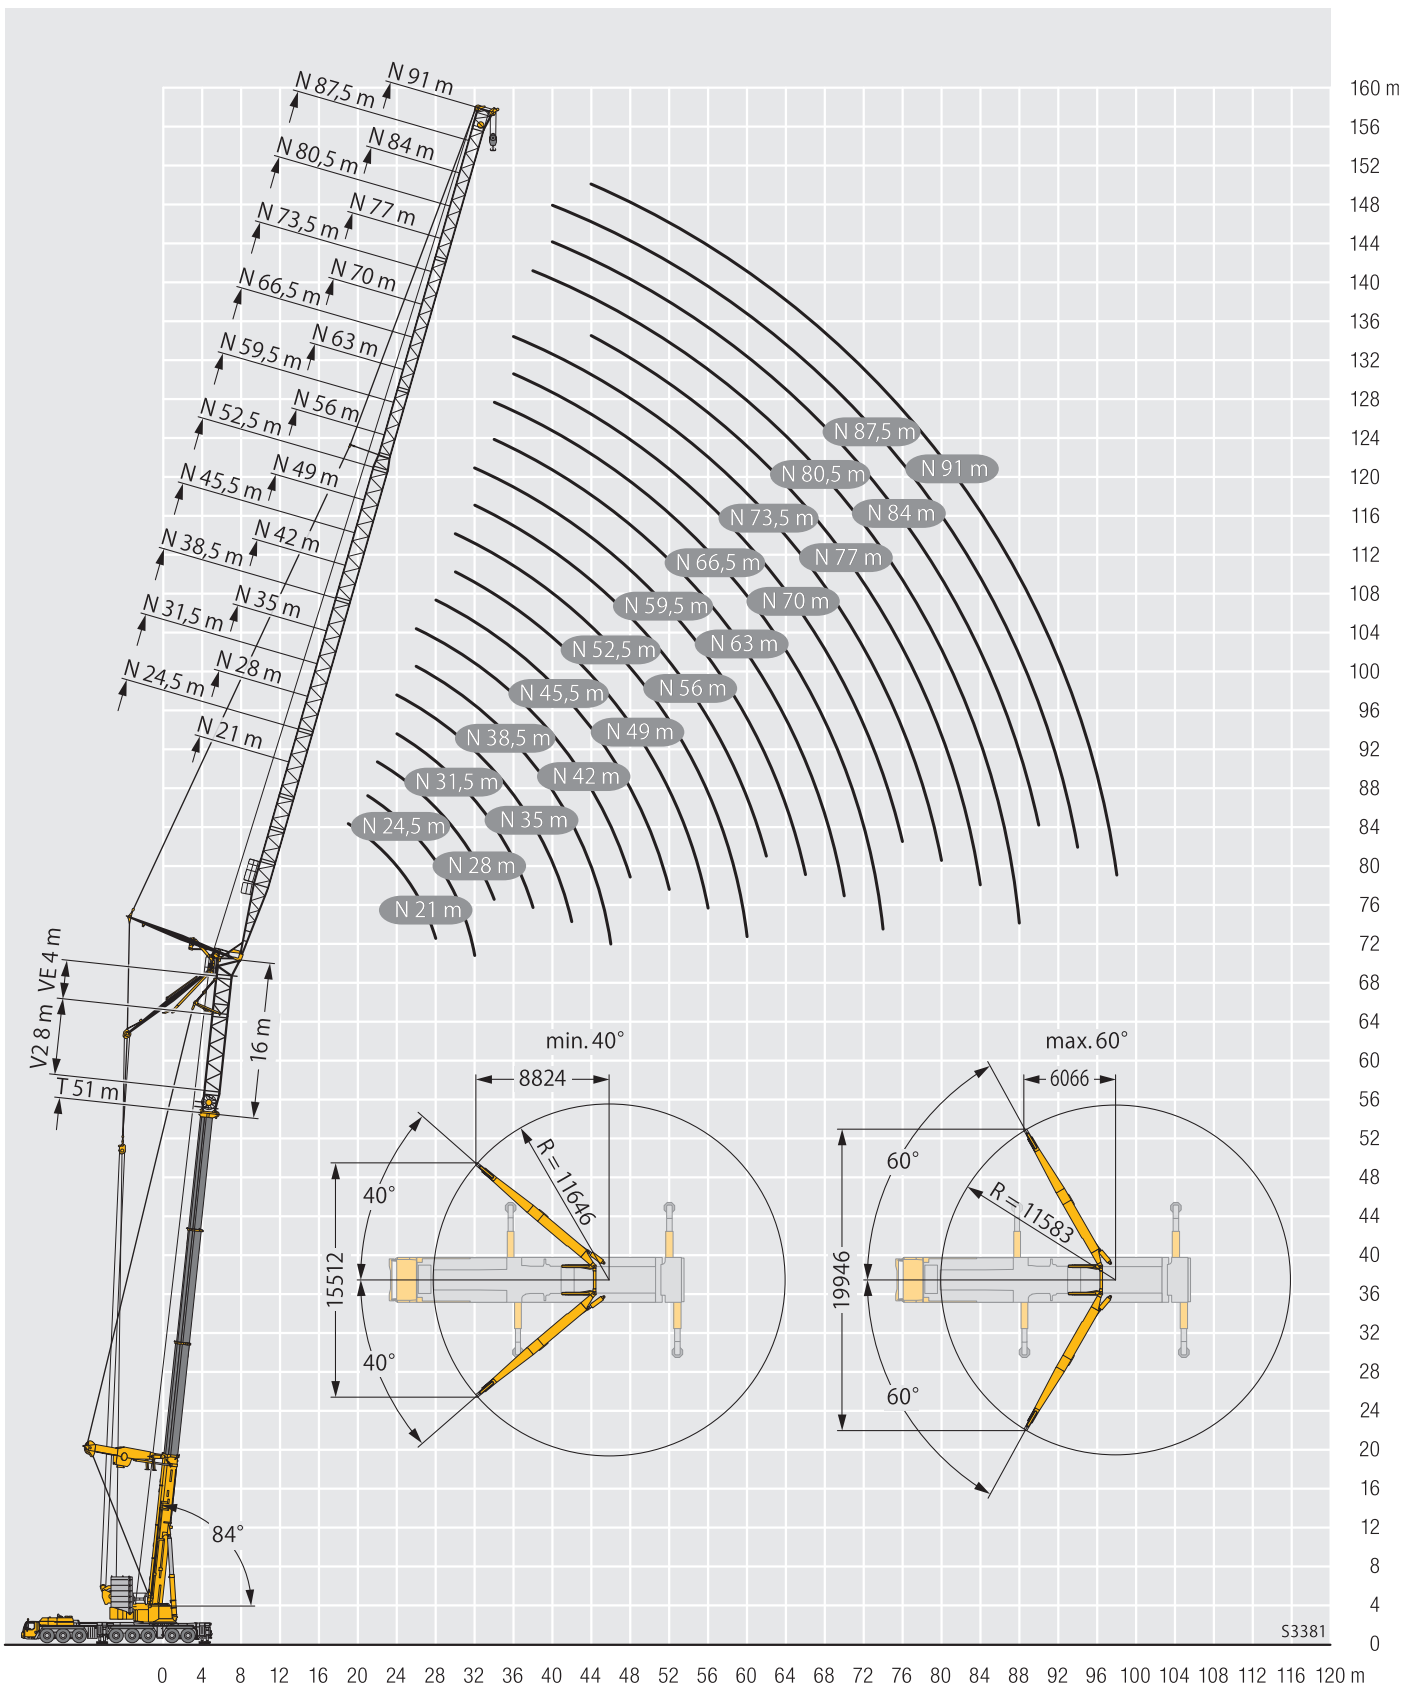 N 91 m
N 87,5 m
N 84 m
N 80,5 m
N 77 m
N 73,5 m
N 70 m
N 66,5 m
N 63 m
N 59,5 m
N 56 m
N 52,5 m
N 49 m
N 45,5 m
N 42 m
N 38,5 m
N 35 m
N 31,5 m
N 28 m
N 24,5 m
N 21 m
VE 4 m
V2 8 m
T 51 m
16 m
84°
N 87,5 m
N 91 m
N 80,5 m
N 84 m
N 73,5 m
N 77 m
N 66,5 m
N 70 m
N 59,5 m
N 63 m
N 52,5 m
N 56 m
N 45,5 m
N 49 m
N 38,5 m
N 42 m
N 31,5 m
N 35 m
N 24,5 m
N 28 m
N 21 m
min. 40°
8824
R = 11646
40°
15512
40°
max. 60°
6066
60°
R = 11583
19946
60°
160 m
156
152
148
144
140
136
132
128
124
120
116
112
108
104
100
96
92
88
84
80
76
72
68
64
60
56
52
48
44
40
36
32
28
24
20
16
12
8
4
0
S3381
0 4 8 12 16 20 24 28 32 36 40 44 48 52 56 60 64 68 72 76 80 84 88 92 96 100 104 108 112 116 120 m